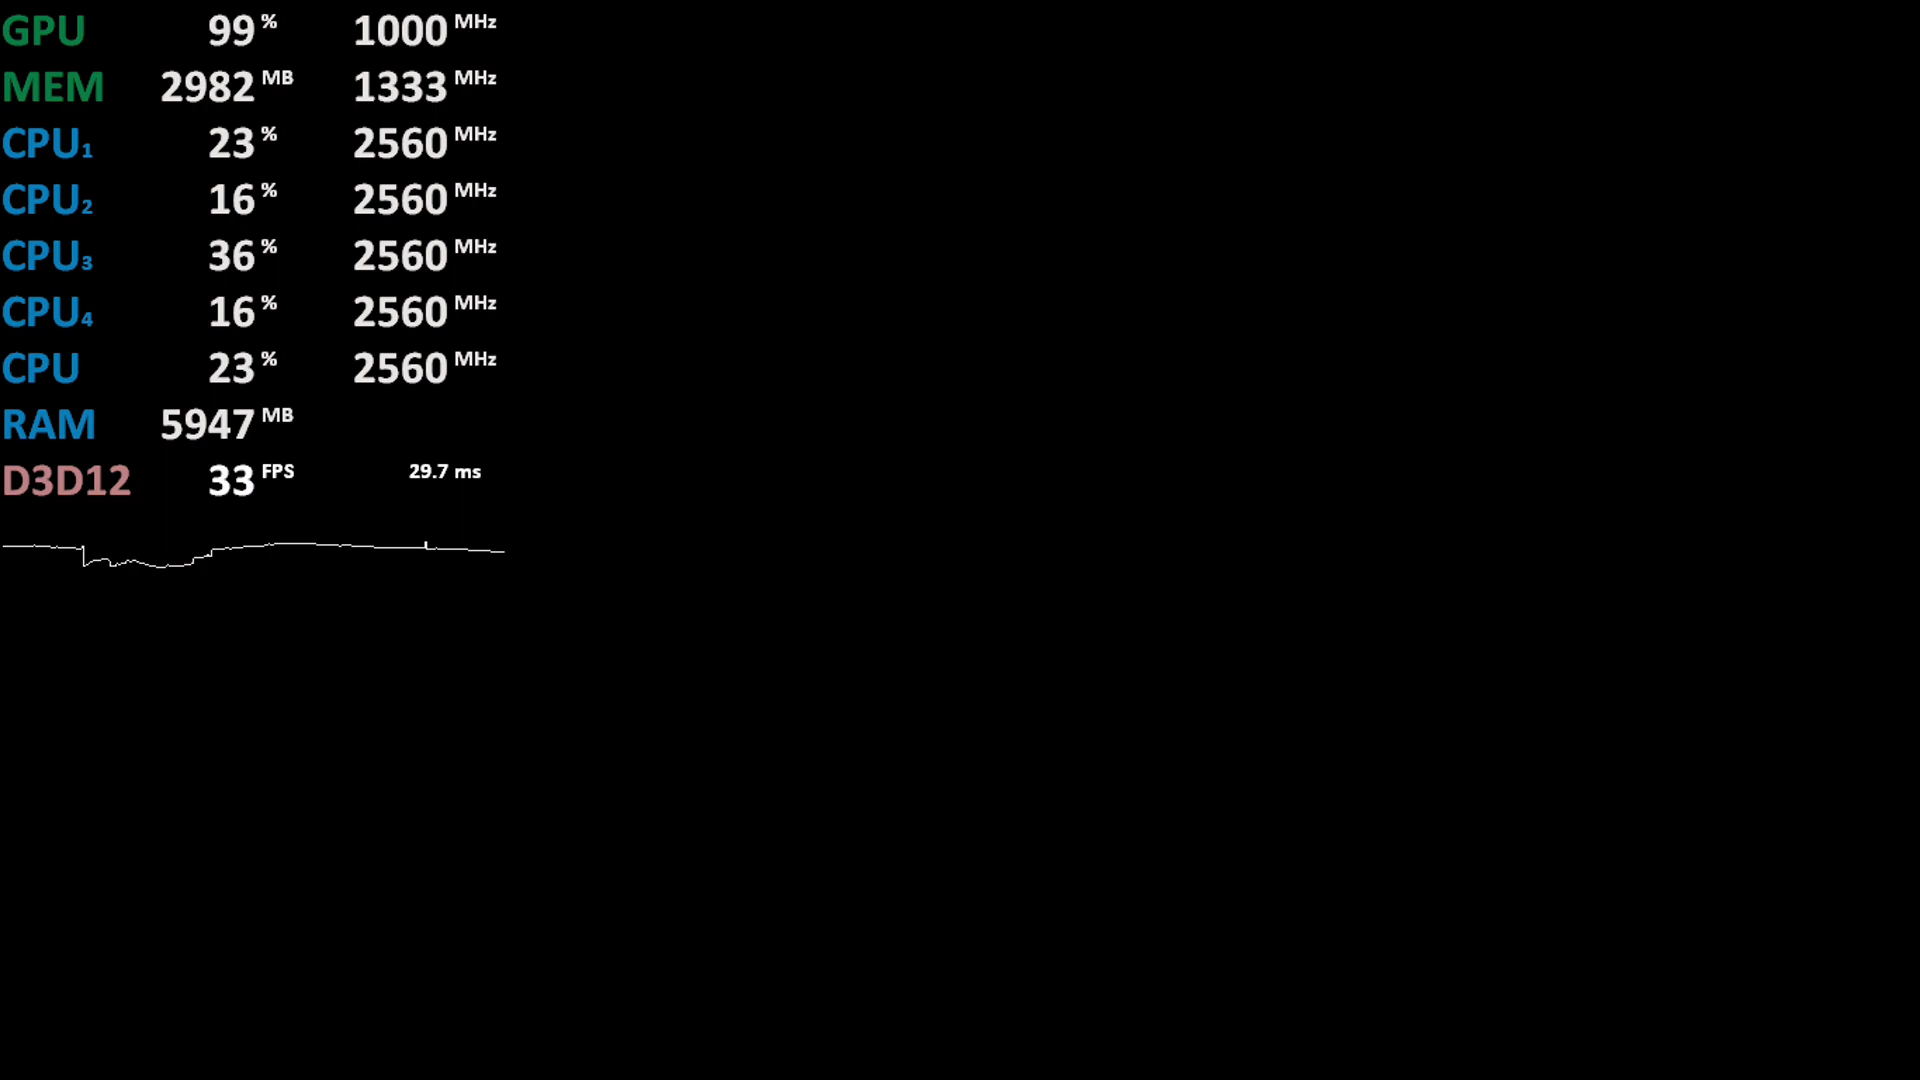 GPU 99 % 1000 MHz
MEM 2982 MB 1333 MHz
CPU1 23 % 2560 MHz
CPU2 16 % 2560 MHz
CPU3 36 % 2560 MHz
CPU4 16 % 2560 MHz
CPU 23 % 2560 MHz
RAM 5947 MB
D3D12 33 FPS 29.7 ms